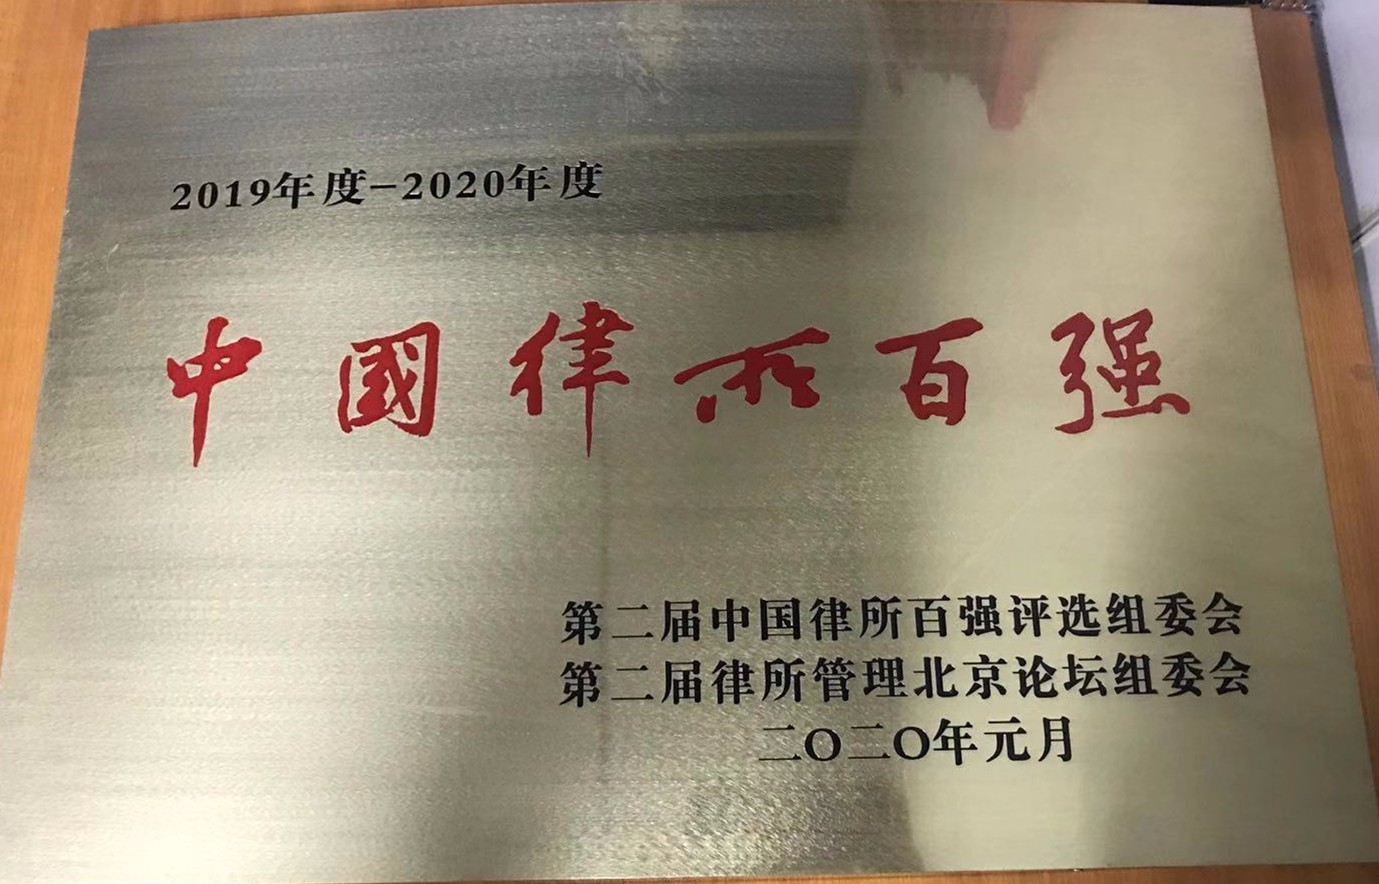 2019年度-2020年度
中國律所百强
第二届中国律所百强评选组委会
第二届律所管理北京论坛组委会
二〇二〇年元月